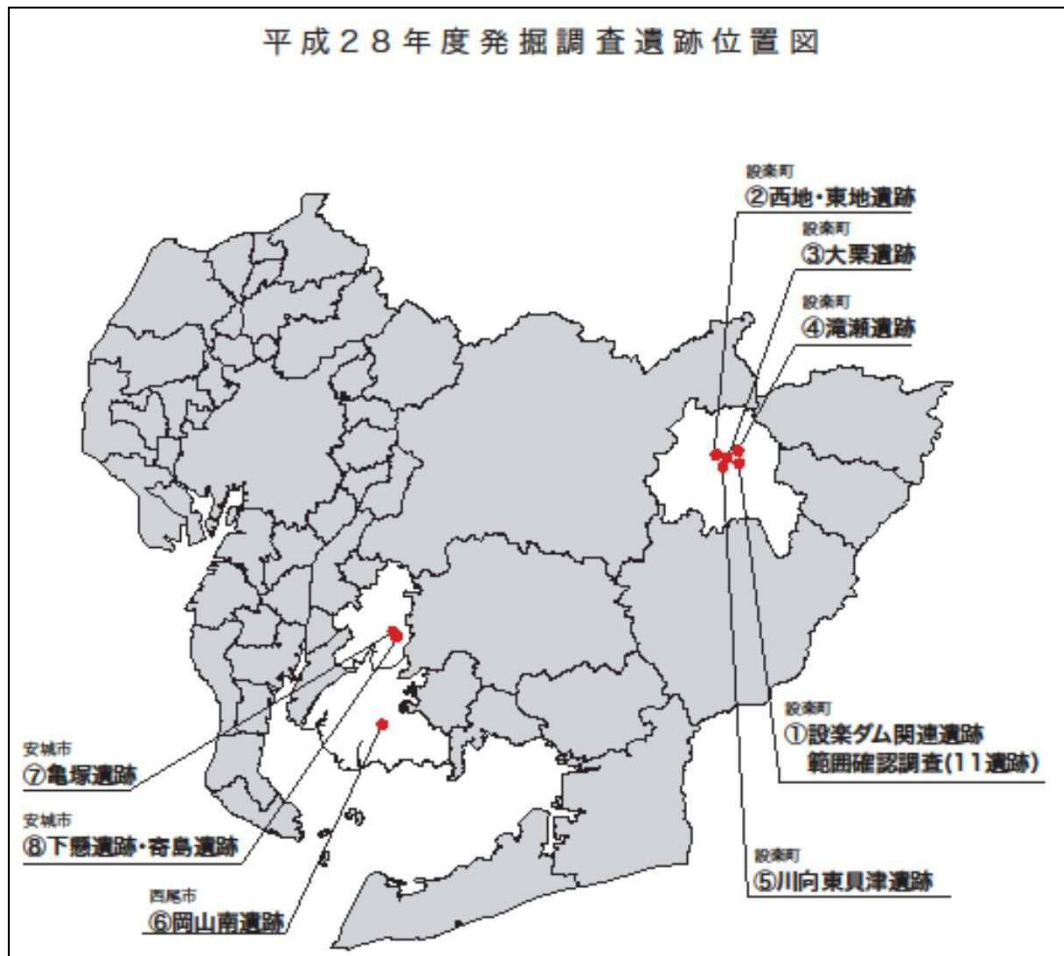 平成28年度発掘調査遺跡位置図
設楽町
②西地・東地遺跡
設楽町
③大栗遺跡
設楽町
④滝瀬遺跡
設楽町
①設楽ダム関連遺跡
範囲確認調査(11遺跡)
設楽町
⑤川向東貝津遺跡
安城市
⑦亀塚遺跡
安城市
⑧下懸遺跡・寄島遺跡
西尾市
⑥岡山南遺跡